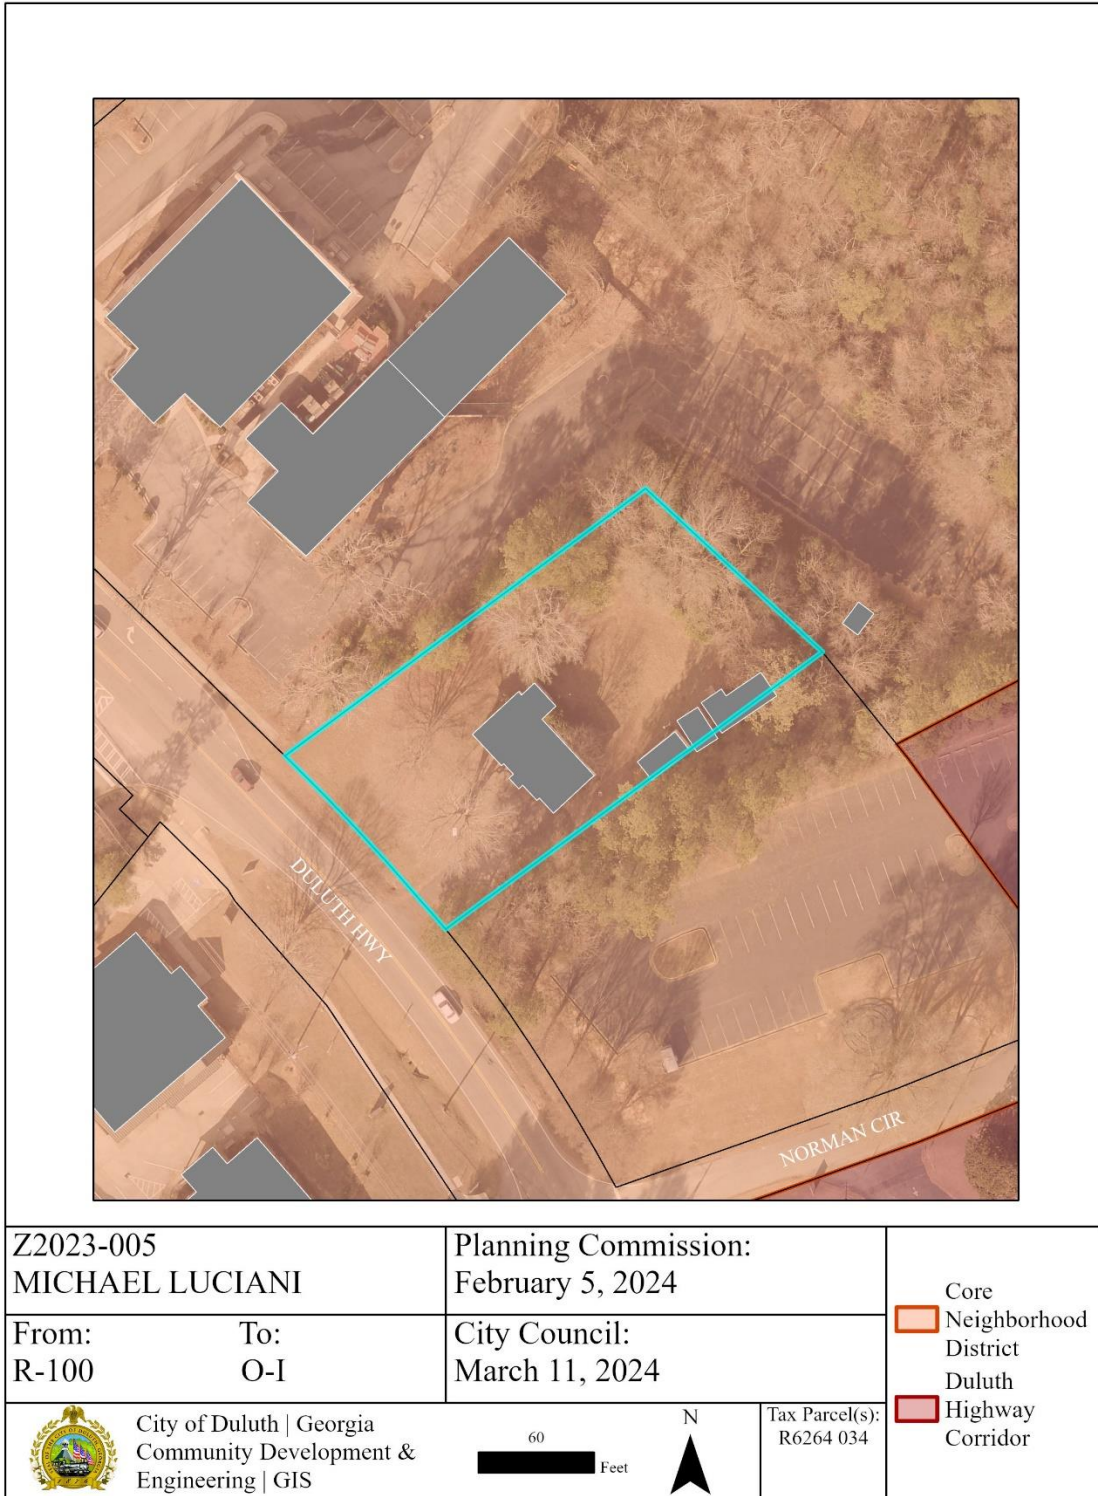 DULUTH HWY
NORMAN CIR
Z2023-005
MICHAEL LUCIANI
Planning Commission:
February 5, 2024
From: To:
R-100 O-I
City Council:
March 11, 2024
Core
Neighborhood
District
Duluth
Highway
Corridor
City of Duluth | Georgia
Community Development &
Engineering | GIS
60
Feet
N
Tax Parcel(s):
R6264 034